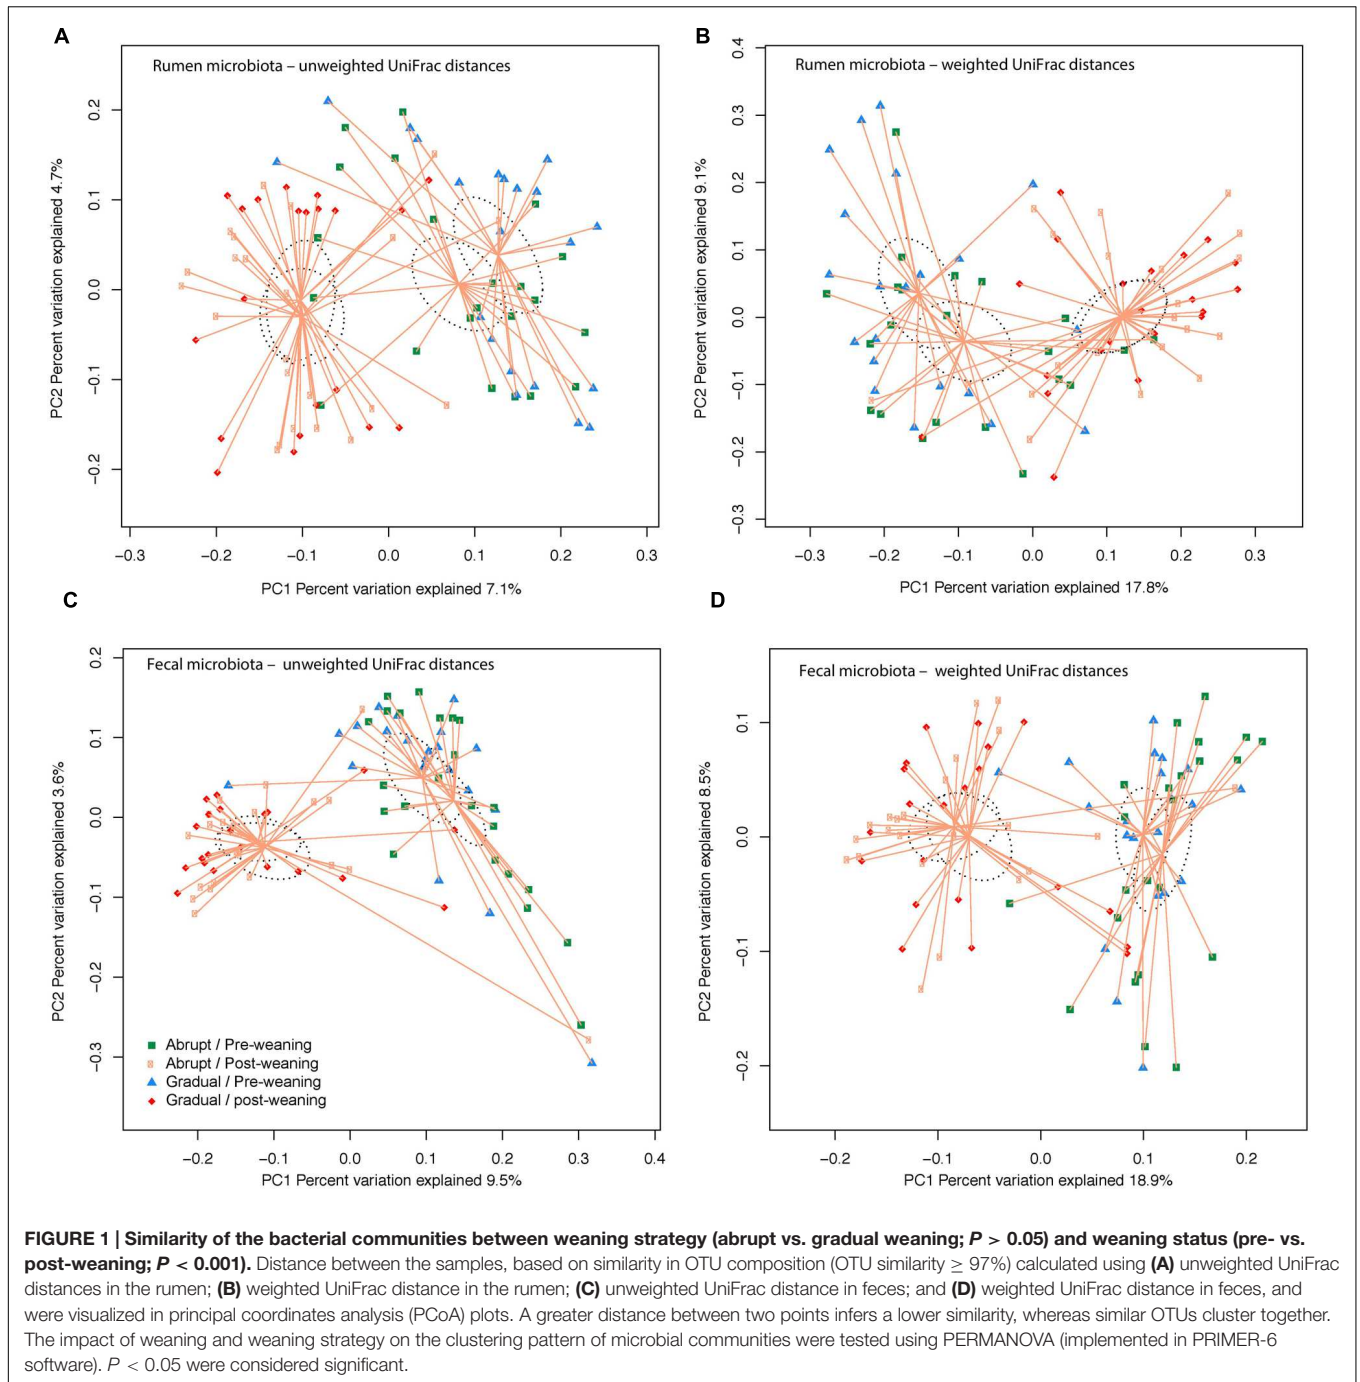 A
Rumen microbiota – unweighted UniFrac distances
PC2 Percent variation explained 4.7%
0.2
0.1
0.0
−0.1
−0.2
−0.3
−0.1
−0.1
0.0
0.1
0.2
0.3
PC1 Percent variation explained 7.1%
B
Rumen microbiota – weighted UniFrac distances
PC2 Percent variation explained 9.1%
0.4
0.3
0.2
0.1
0.0
−0.1
−0.2
−0.3
−0.3
−0.2
−0.1
0.0
0.1
0.2
0.3
PC1 Percent variation explained 17.8%
C
Fecal microbiota – unweighted UniFrac distances
PC2 Percent variation explained 3.6%
0.2
0.1
0.0
−0.1
−0.2
−0.3
Abrupt / Pre-weaning
Abrupt / Post-weaning
Gradual / Pre-weaning
Gradual / post-weaning
−0.2
−0.1
0.0
0.1
0.2
0.3
0.4
PC1 Percent variation explained 9.5%
D
Fecal microbiota – weighted UniFrac distances
PC2 Percent variation explained 8.5%
0.1
0.0
−0.1
−0.2
−0.2
−0.1
0.0
0.1
0.2
PC1 Percent variation explained 18.9%
FIGURE 1 | Similarity of the bacterial communities between weaning strategy (abrupt vs. gradual weaning; P > 0.05) and weaning status (pre- vs.
post-weaning; P < 0.001). Distance between the samples, based on similarity in OTU composition (OTU similarity ≥ 97%) calculated using (A) unweighted UniFrac
distances in the rumen; (B) weighted UniFrac distance in the rumen; (C) unweighted UniFrac distance in feces; and (D) weighted UniFrac distance in feces, and
were visualized in principal coordinates analysis (PCoA) plots. A greater distance between two points infers a lower similarity, whereas similar OTUs cluster together.
The impact of weaning and weaning strategy on the clustering pattern of microbial communities were tested using PERMANOVA (implemented in PRIMER-6
software). P < 0.05 were considered significant.